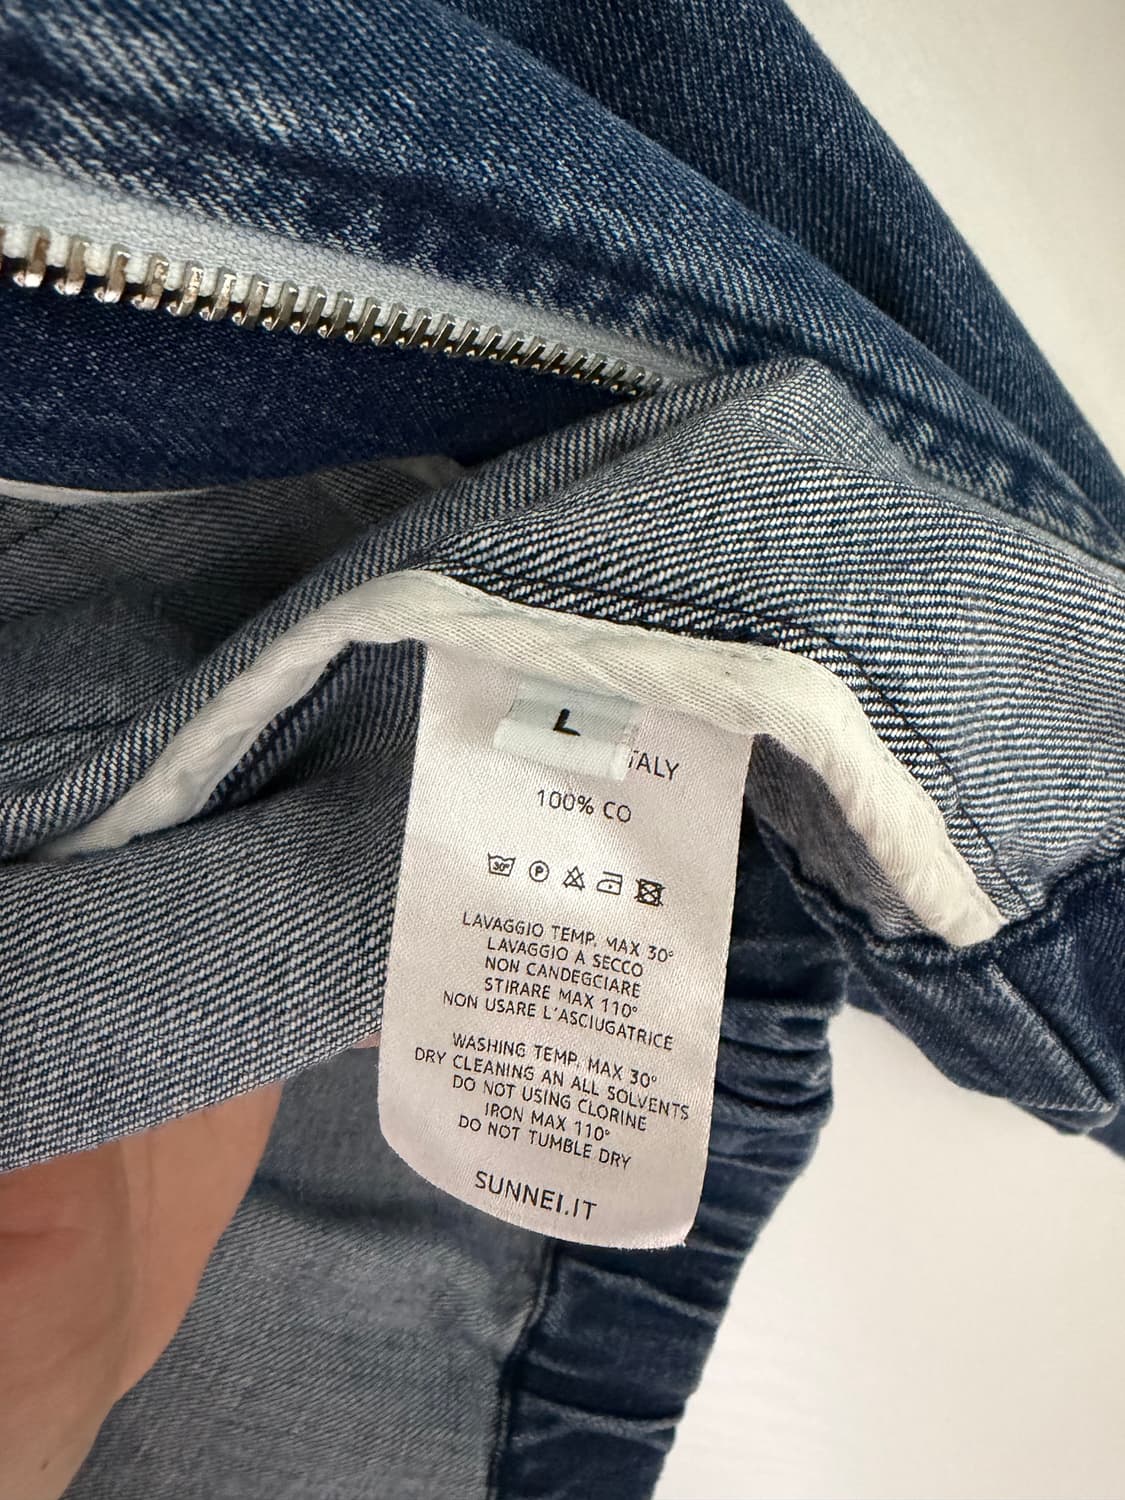 L
TALY
100% CO
30° P
LAVAGGIO TEMP. MAX 30°
LAVAGGIO A SECCO
NON CANDEGCIARE
STIRARE MAX 110°
NON USARE L'ASCIUGATRICE
WASHING TEMP. MAX 30°
DRY CLEANING AN ALL SOLVENTS
DO NOT USING CLORINE
IRON MAX 110°
DO NOT TUMBLE DRY
SUNNEI.IT